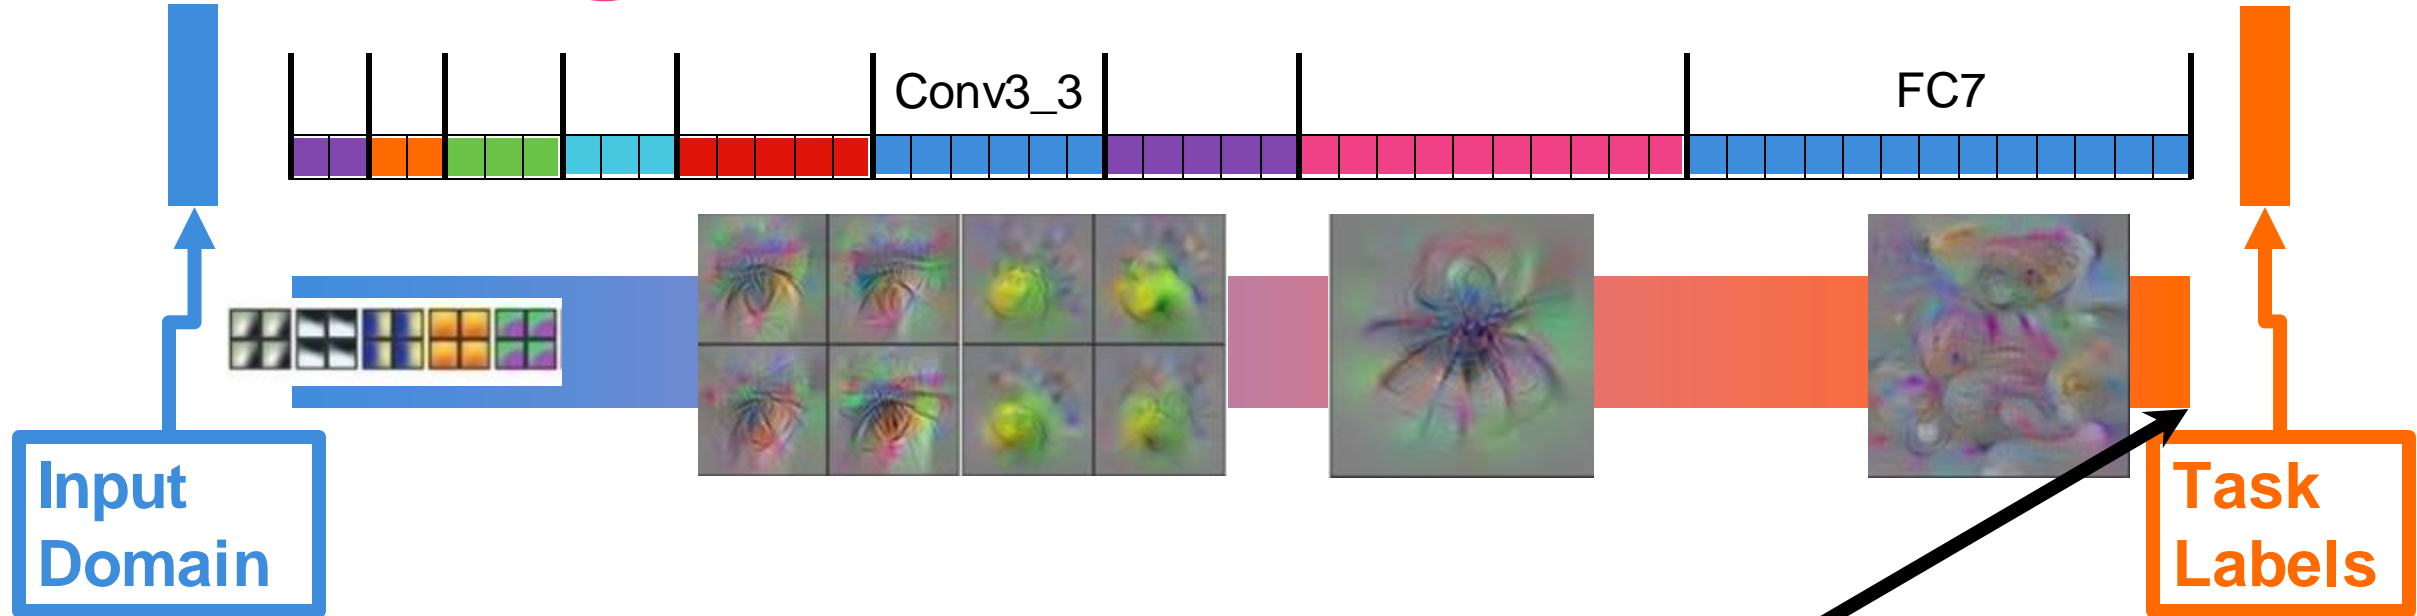 Conv3_3
FC7
Input
Domain
Task
Labels